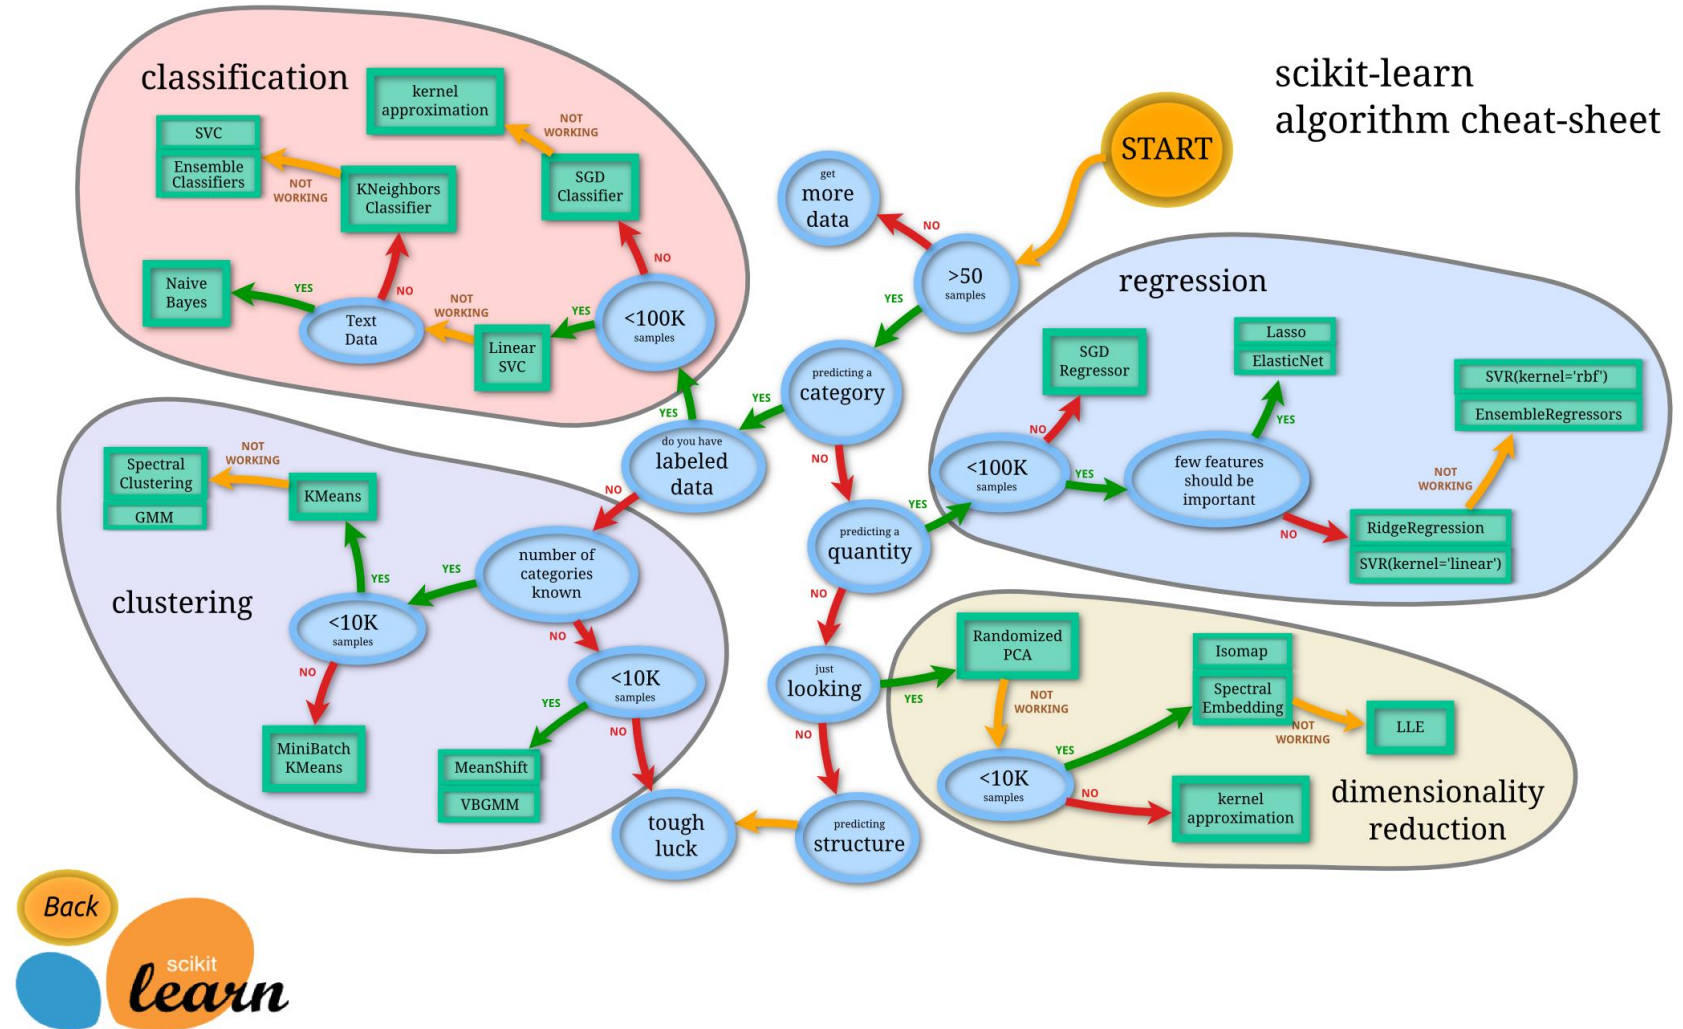 scikit-learn
algorithm cheat-sheet
START
classification
kernel
approximation
NOT
WORKING
SVC
Ensemble
Classifiers
NOT
WORKING
KNeighbors
Classifier
SGD
Classifier
NO
Naive
Bayes
YES
NO
Text
Data
NOT
WORKING
Linear
SVC
YES
<100K
samples
get
more
data
NO
>50
samples
YES
predicting a
category
YES
YES
do you have
labeled
data
NO
NO
predicting a
quantity
YES
NO
just
looking
YES
NO
predicting
structure
tough
luck
regression
SGD
Regressor
NO
<100K
samples
YES
Lasso
ElasticNet
YES
few features
should be
important
NO
SVR(kernel='rbf')
EnsembleRegressors
NOT
WORKING
RidgeRegression
SVR(kernel='linear')
clustering
Spectral
Clustering
GMM
NOT
WORKING
KMeans
YES
<10K
samples
YES
number of
categories
known
NO
NO
MiniBatch
KMeans
<10K
samples
YES
NO
MeanShift
VBGMM
Randomized
PCA
NOT
WORKING
<10K
samples
YES
NO
Isomap
Spectral
Embedding
NOT
WORKING
LLE
kernel
approximation
dimensionality
reduction
Back
scikit
learn